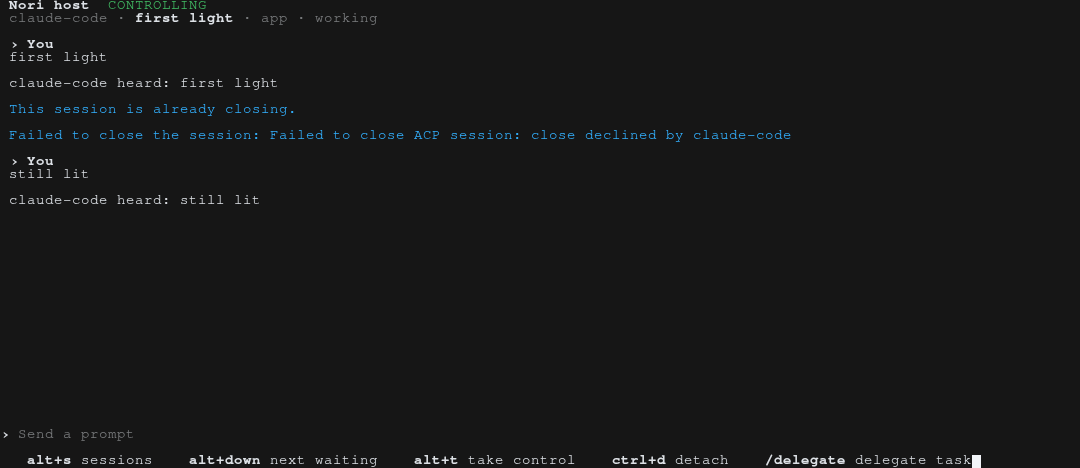 Nori host  CONTROLLING
claude-code · first light · app · working
› You
first light
claude-code heard: first light
This session is already closing.
Failed to close the session: Failed to close ACP session: close declined by claude-code
› You
still lit
claude-code heard: still lit
› Send a prompt
alt+s sessions    alt+down next waiting    alt+t take control    ctrl+d detach    /delegate delegate task